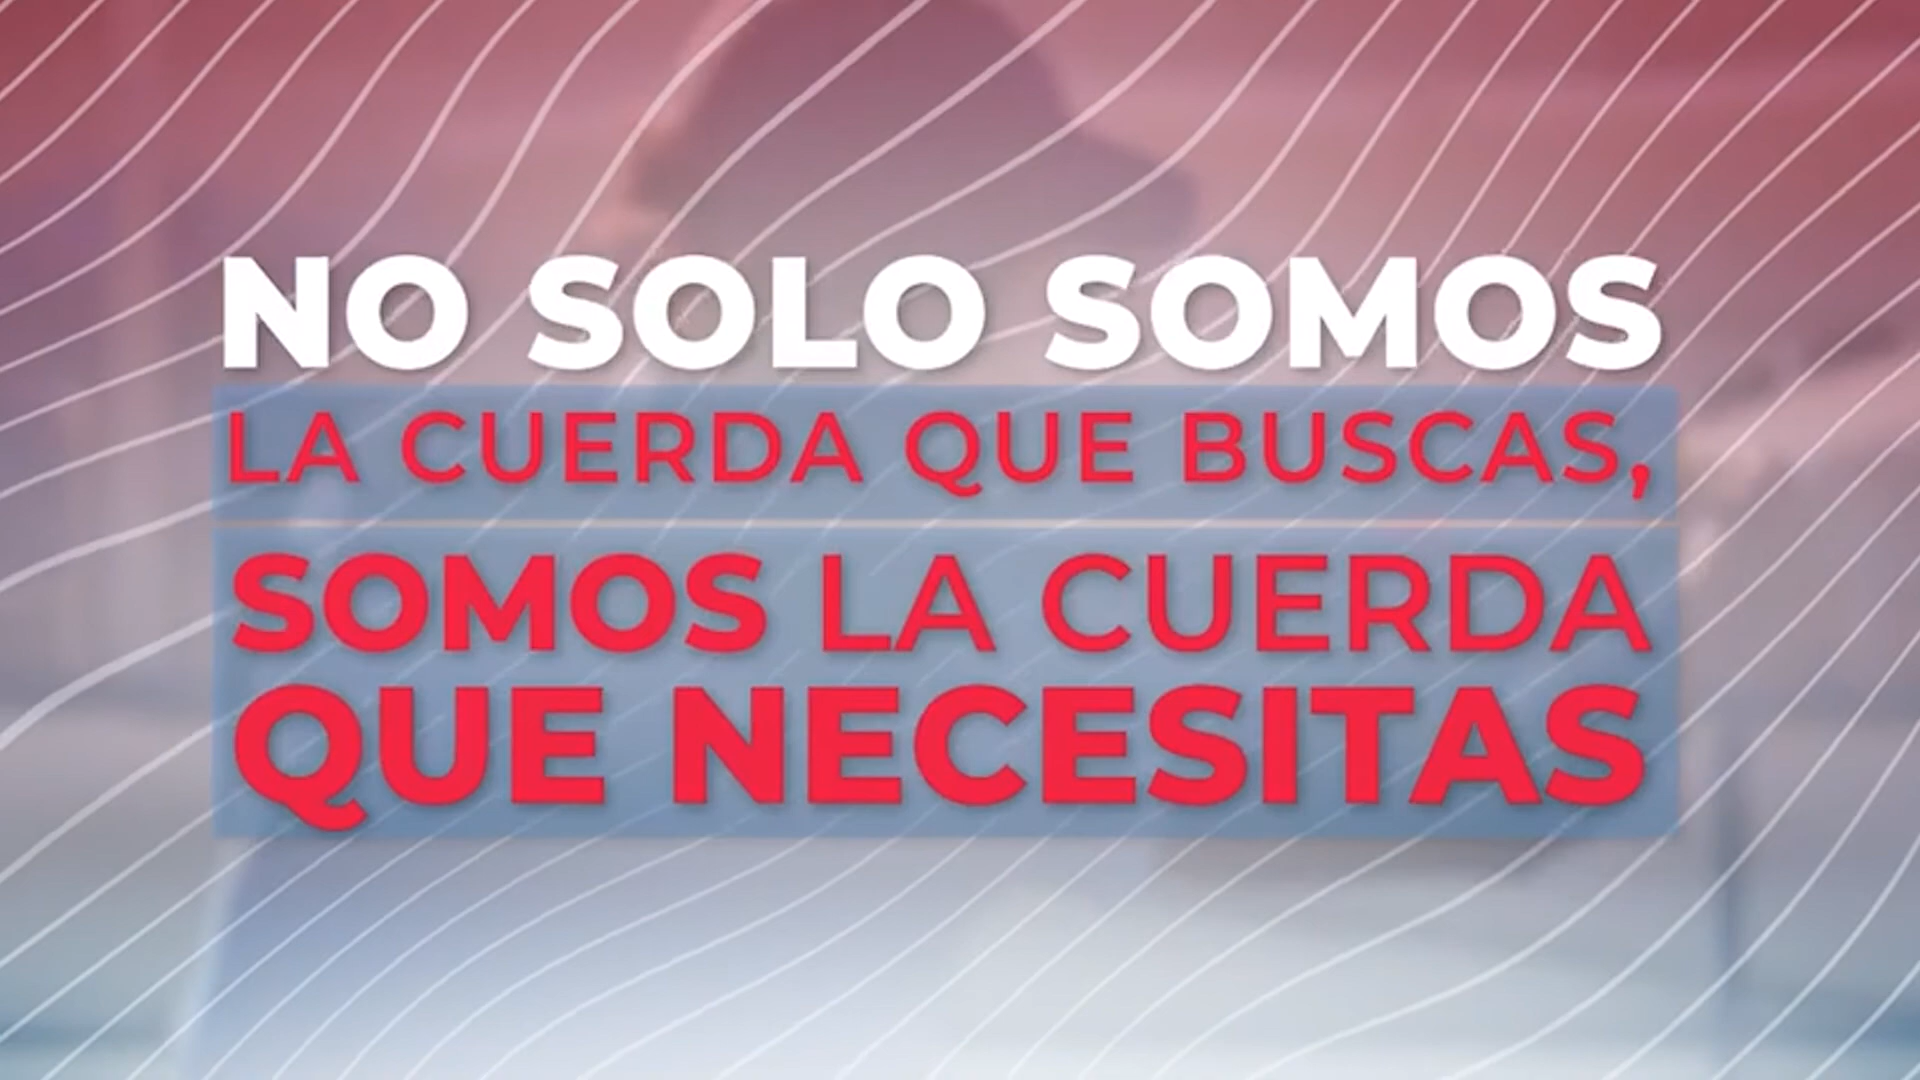 NO SOLO SOMOS
LA CUERDA QUE BUSCAS,
SOMOS LA CUERDA
QUE NECESITAS